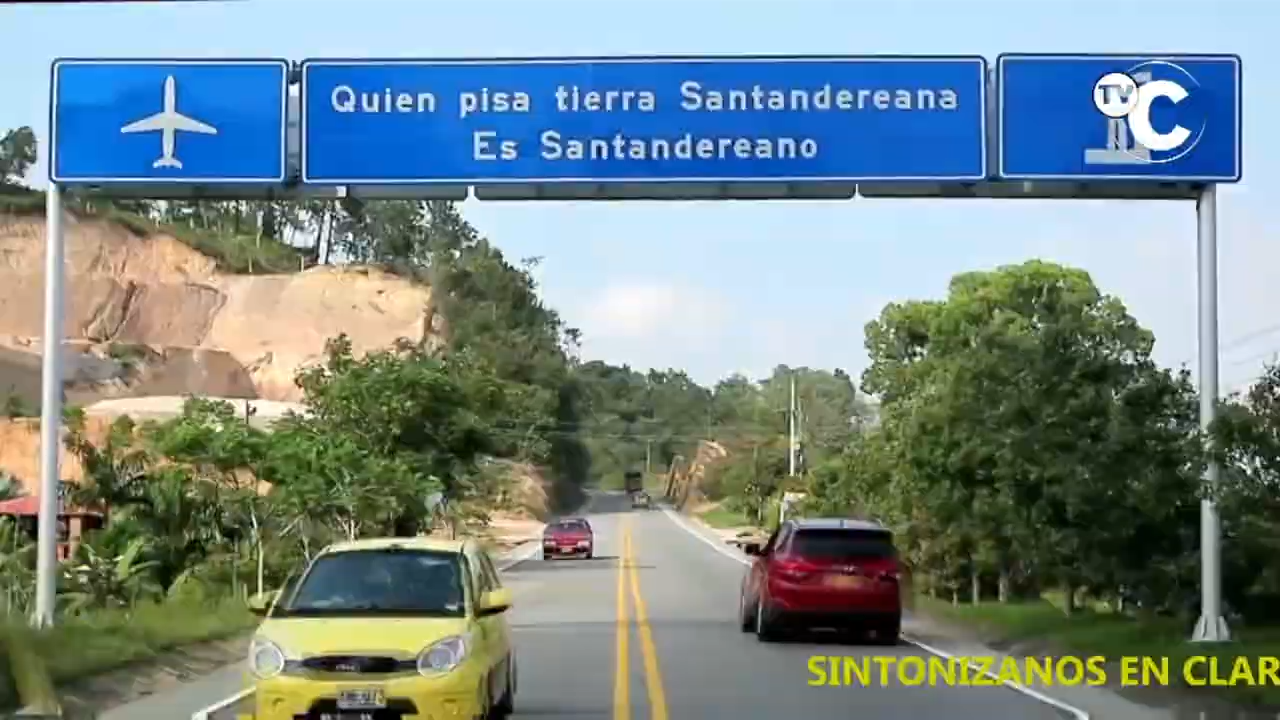 Quien pisa tierra Santandereana
Es Santandereano
TV C
SINTONIZANOS EN CLAR